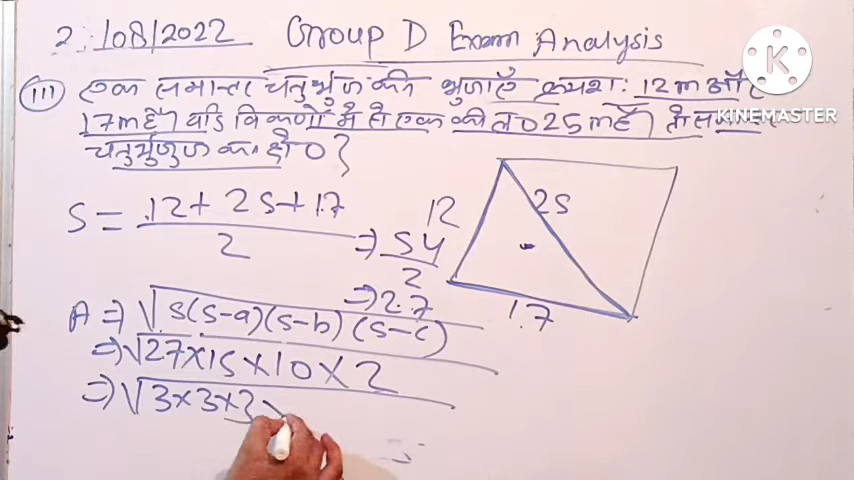 2./08/2022 Group D Exam Analysis
(111) एक समान्तर चतुर्भुज की भुजाएँ क्रमशः 12m और
17m हैं। यदि विकर्णो में से एक की ल० 25m हैं। तो समान्तर
चतुर्भुज का क्षे० ?
S = 12 + 25 + 17 / 2 ⇒ 54 / 2
⇒ 27
A ⇒ √s(s-a)(s-b)(s-c)
⇒ √27×15×10×2
⇒ √3×3×3×
12
25
17
K
KINEMASTER